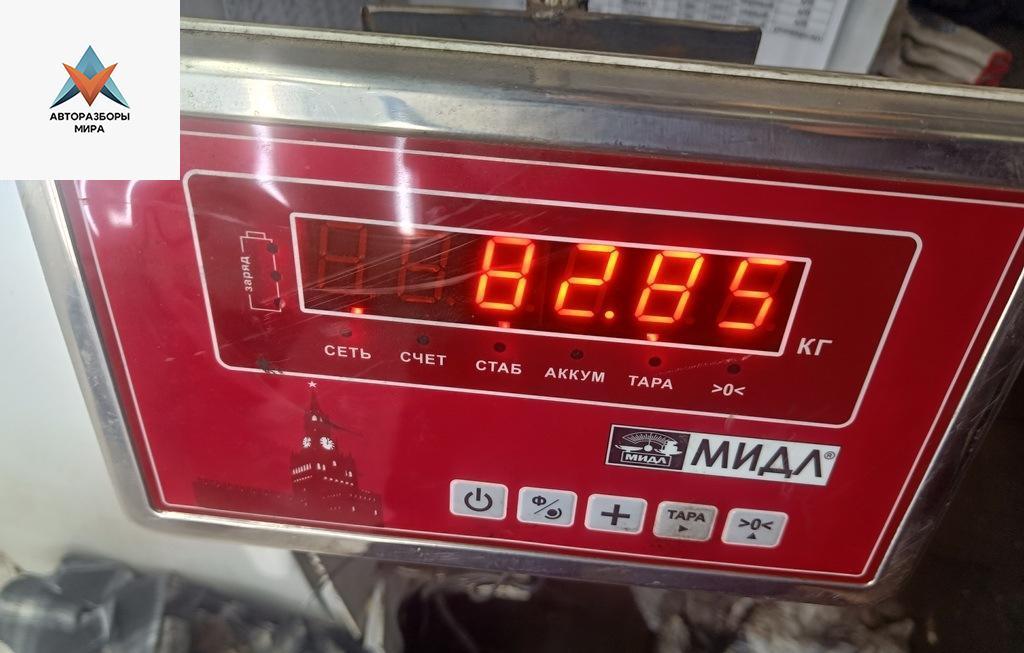 АВТОРАЗБОРЫ
МИРА
заряд
82.85
КГ
СЕТЬ СЧЕТ СТАБ АККУМ ТАРА >0<
МИДЛ МИДЛ®
Ф + ТАРА >0<